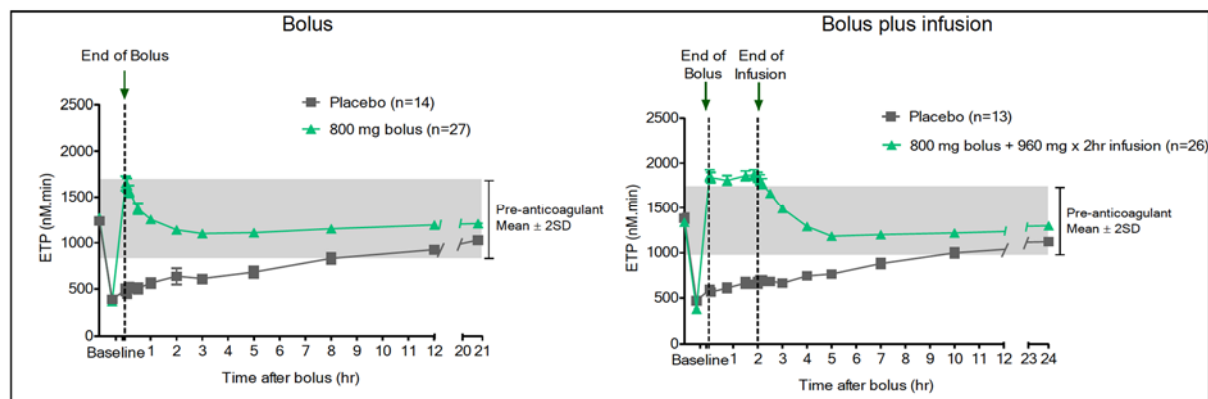 Bolus
End of Bolus
Placebo (n=14)
800 mg bolus (n=27)
ETP (nM.min)
2500
2000
1500
1000
500
0
Pre-anticoagulant
Mean ± 2SD
Baseline 1 2 3 4 5 6 7 8 9 10 11 12 20 21
Time after bolus (hr)
Bolus plus infusion
End of
Bolus
End of
Infusion
Placebo (n=13)
800 mg bolus + 960 mg x 2hr infusion (n=26)
ETP (nM.min)
2500
2000
1500
1000
500
0
Pre-anticoagulant
Mean ± 2SD
Baseline 1 2 3 4 5 6 7 8 9 10 11 12 23 24
Time after bolus (hr)